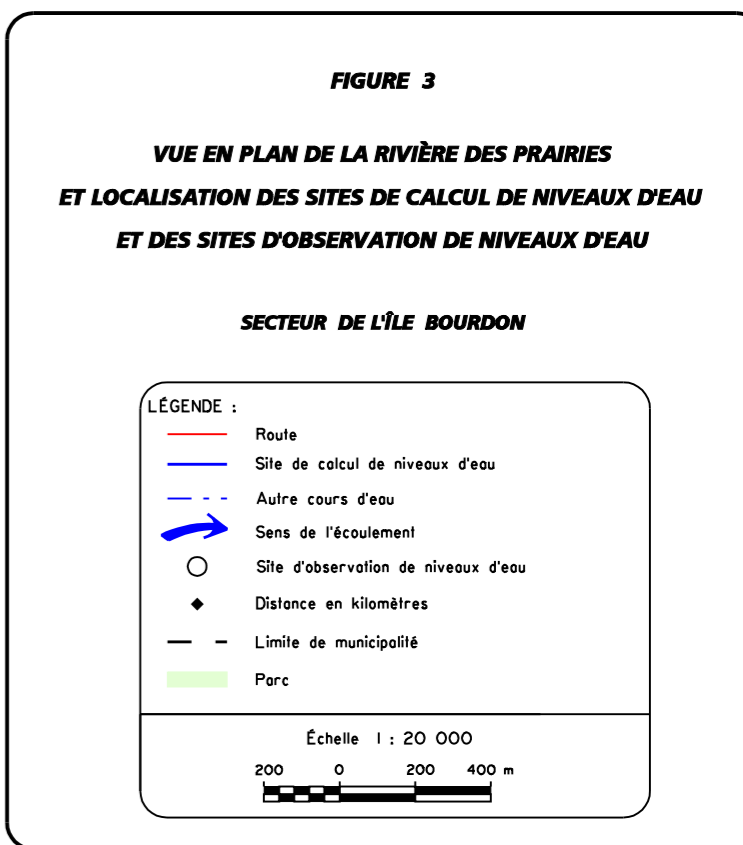 FIGURE 3
VUE EN PLAN DE LA RIVIÈRE DES PRAIRIES
ET LOCALISATION DES SITES DE CALCUL DE NIVEAUX D'EAU
ET DES SITES D'OBSERVATION DE NIVEAUX D'EAU
SECTEUR DE L'ÎLE BOURDON
LÉGENDE :
Route
Site de calcul de niveaux d'eau
Autre cours d'eau
Sens de l'écoulement
Site d'observation de niveaux d'eau
Distance en kilomètres
Limite de municipalité
Parc
Échelle 1 : 20 000
200 0 200 400 m